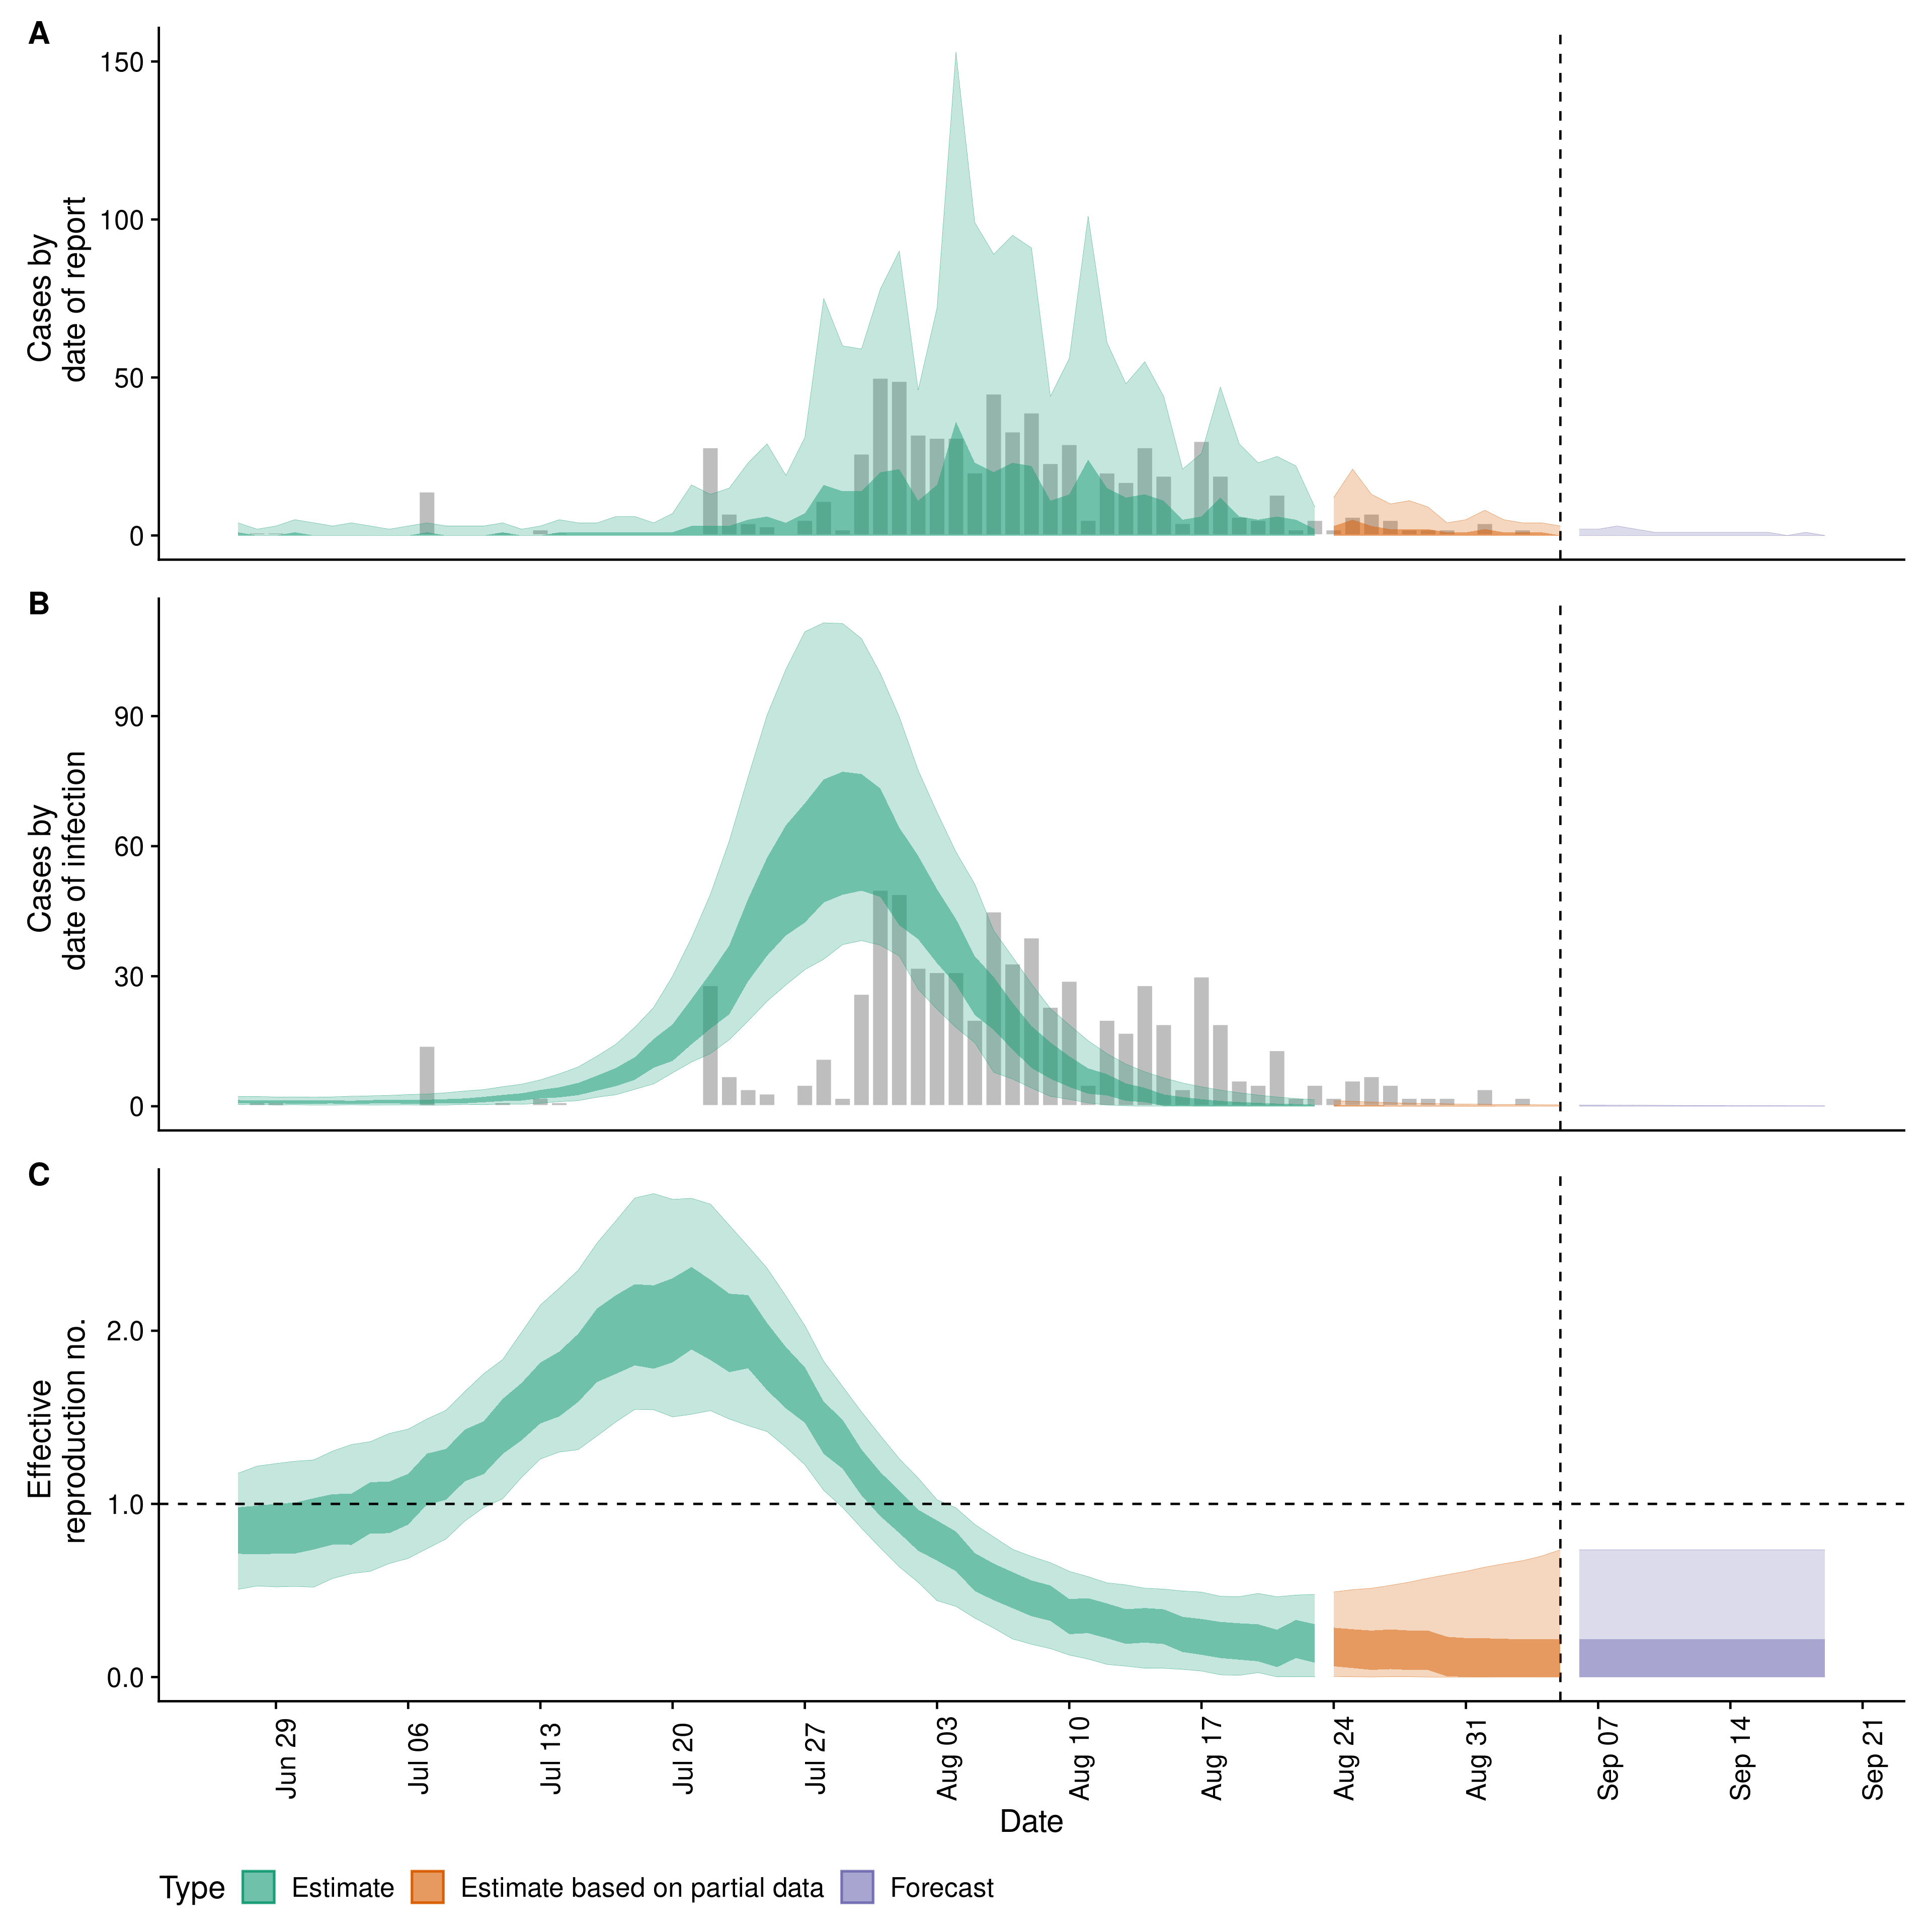 A
150
100
50
0
Cases by
date of report
B
90
60
30
0
Cases by
date of infection
C
2.0
1.0
0.0
Effective
reproduction no.
Jun 29
Jul 06
Jul 13
Jul 20
Jul 27
Aug 03
Aug 10
Aug 17
Aug 24
Aug 31
Sep 07
Sep 14
Sep 21
Date
Type Estimate Estimate based on partial data Forecast